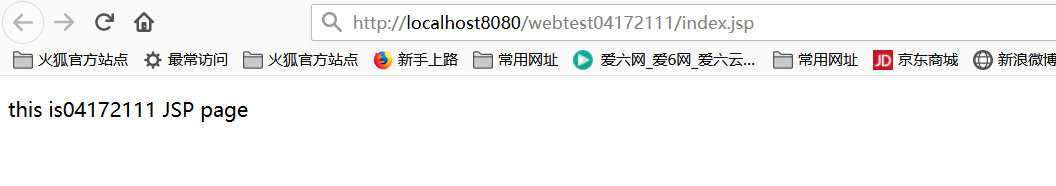 http://localhost8080/webtest04172111/index.jsp
火狐官方站点 最常访问 火狐官方站点 新手上路 常用网址 爱六网_爱6网_爱六云... 常用网址 JD 京东商城 新浪微博
this is04172111 JSP page